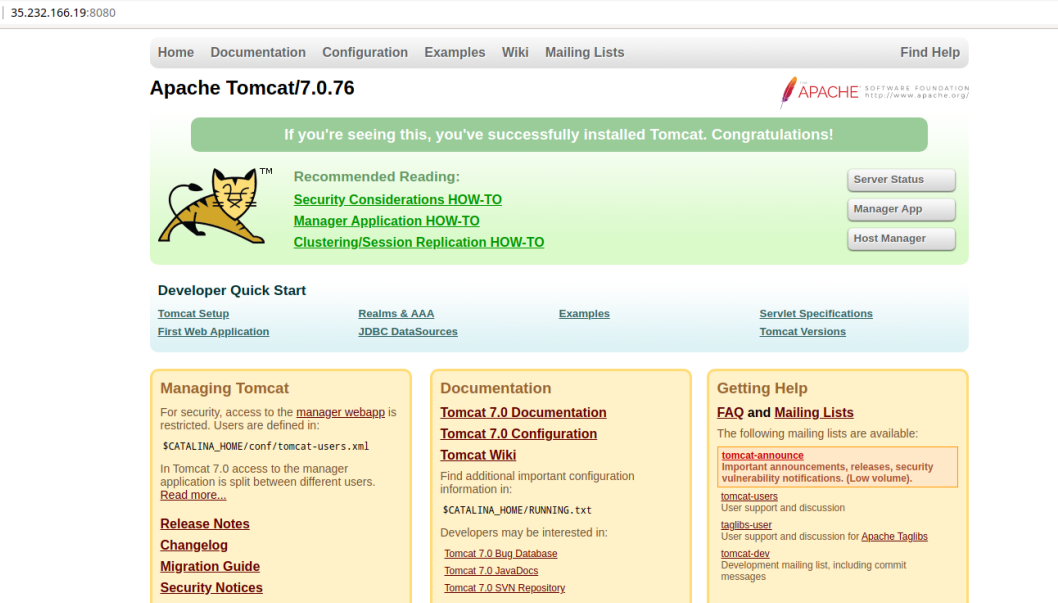 35.232.166.19:8080
Home Documentation Configuration Examples Wiki Mailing Lists Find Help
Apache Tomcat/7.0.76
THE APACHE SOFTWARE FOUNDATION
http://www.apache.org/
If you're seeing this, you've successfully installed Tomcat. Congratulations!
TM
Recommended Reading:
Security Considerations HOW-TO
Manager Application HOW-TO
Clustering/Session Replication HOW-TO
Server Status
Manager App
Host Manager
Developer Quick Start
Tomcat Setup
First Web Application
Realms & AAA
JDBC DataSources
Examples
Servlet Specifications
Tomcat Versions
Managing Tomcat
For security, access to the manager webapp is
restricted. Users are defined in:
$CATALINA_HOME/conf/tomcat-users.xml
In Tomcat 7.0 access to the manager
application is split between different users.
Read more...
Release Notes
Changelog
Migration Guide
Security Notices
Documentation
Tomcat 7.0 Documentation
Tomcat 7.0 Configuration
Tomcat Wiki
Find additional important configuration
information in:
$CATALINA_HOME/RUNNING.txt
Developers may be interested in:
Tomcat 7.0 Bug Database
Tomcat 7.0 JavaDocs
Tomcat 7.0 SVN Repository
Getting Help
FAQ and Mailing Lists
The following mailing lists are available:
tomcat-announce
Important announcements, releases, security
vulnerability notifications. (Low volume).
tomcat-users
User support and discussion
taglibs-user
User support and discussion for Apache Taglibs
tomcat-dev
Development mailing list, including commit
messages